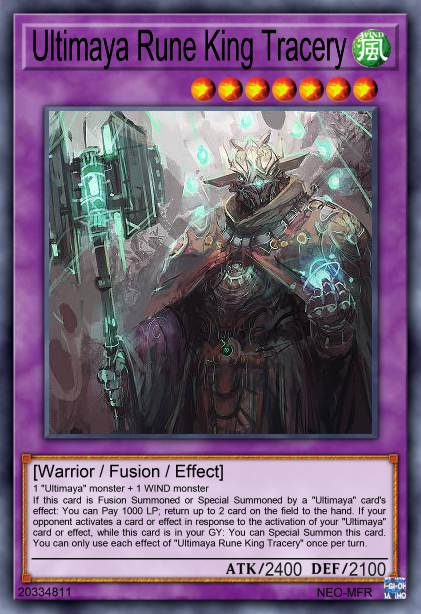 Ultimaya Rune King Tracery
WIND
風
[Warrior / Fusion / Effect]
1 "Ultimaya" monster + 1 WIND monster
If this card is Fusion Summoned or Special Summoned by a "Ultimaya" card's
effect: You can Pay 1000 LP; return up to 2 card on the field to the hand. If your
opponent activates a card or effect in response to the activation of your "Ultimaya"
card or effect, while this card is in your GY: You can Special Summon this card.
You can only use each effect of "Ultimaya Rune King Tracery" once per turn.
ATK/2400 DEF/2100
20334811 NEO-MFR